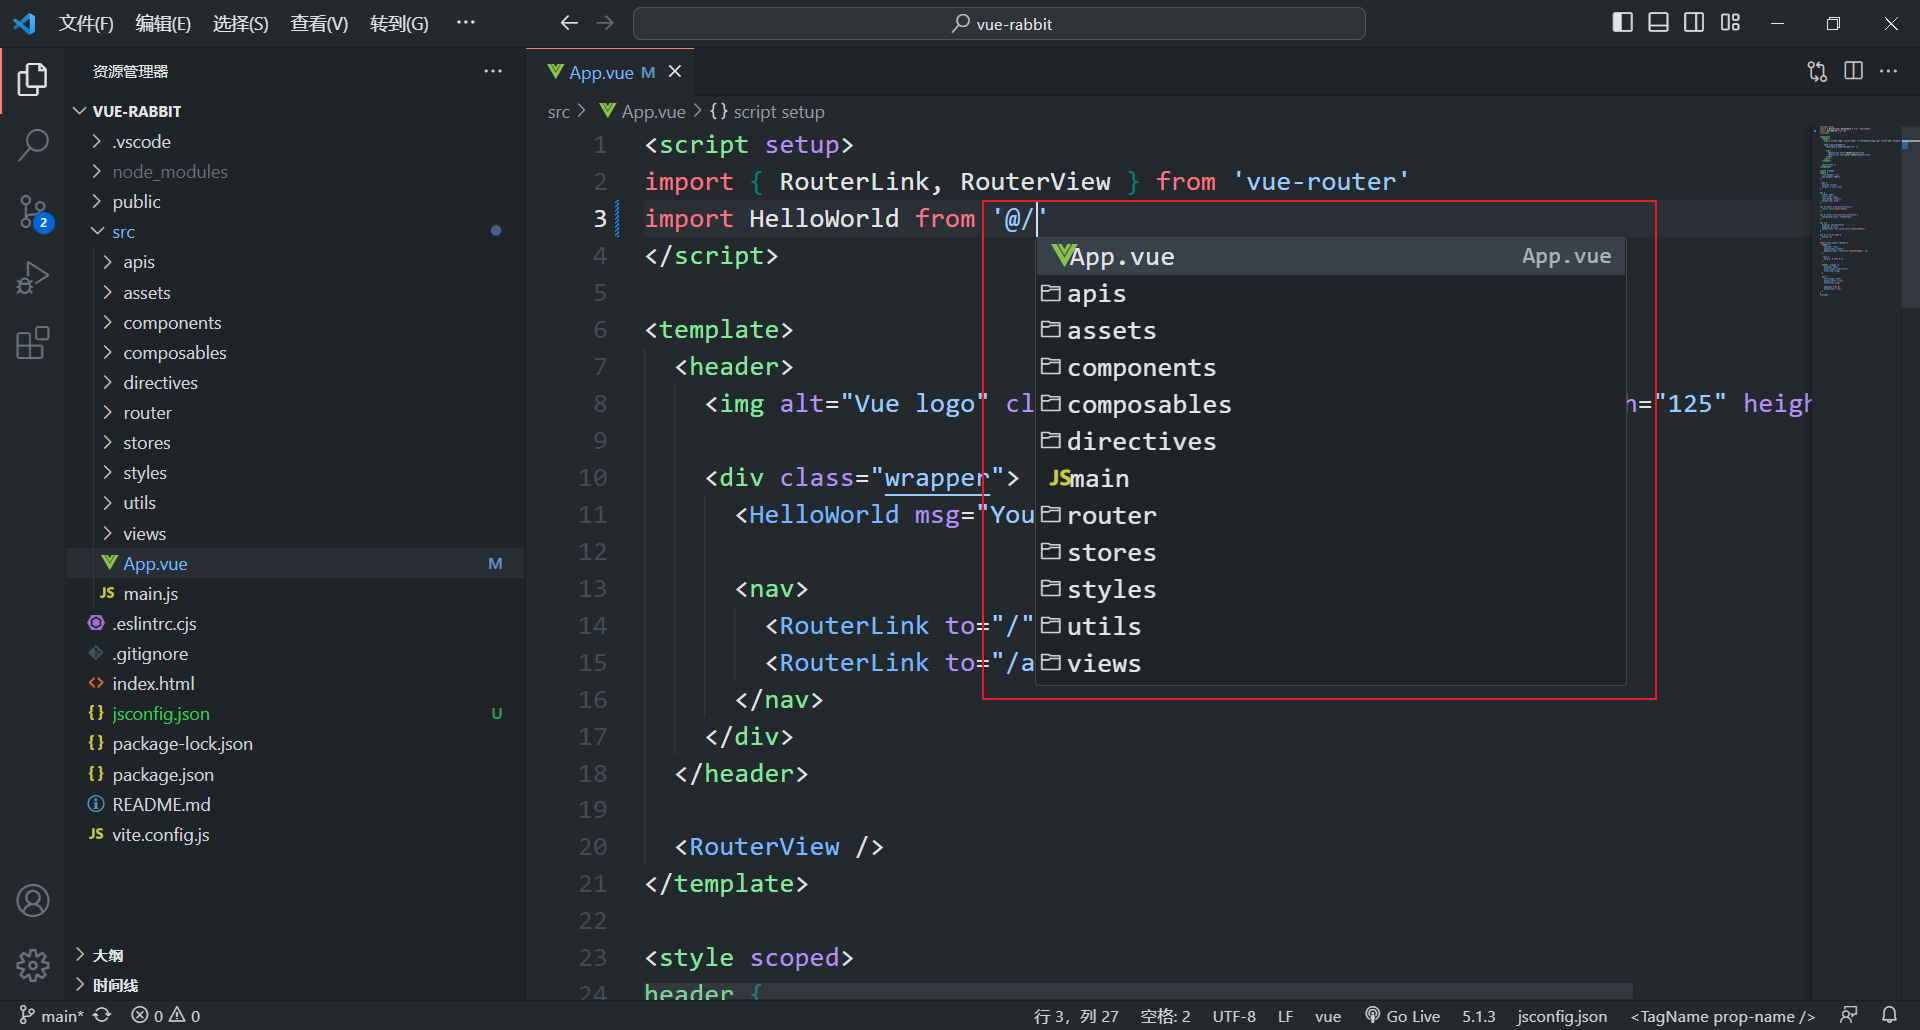 文件(F) 编辑(E) 选择(S) 查看(V) 转到(G) ··· vue-rabbit
资源管理器 ···
VUE-RABBIT
.vscode
node_modules
public
src
apis
assets
components
composables
directives
router
stores
styles
utils
views
App.vue M
main.js
.eslintrc.cjs
.gitignore
index.html
jsconfig.json U
package-lock.json
package.json
README.md
vite.config.js
大纲
时间线
2
App.vue M
src > App.vue > {} script setup
1 <script setup>
2 import { RouterLink, RouterView } from 'vue-router'
3 import HelloWorld from '@/'
4 </script>
5
6 <template>
7 <header>
8 <img alt="Vue logo" cl h="125" heigh
9
10 <div class="wrapper">
11 <HelloWorld msg="You
12
13 <nav>
14 <RouterLink to="/"
15 <RouterLink to="/a
16 </nav>
17 </div>
18 </header>
19
20 <RouterView />
21 </template>
22
23 <style scoped>
24 header {
App.vue App.vue
apis
assets
components
composables
directives
JS main
router
stores
styles
utils
views
main* 0 0 行 3，列 27 空格: 2 UTF-8 LF vue Go Live 5.1.3 jsconfig.json <TagName prop-name />